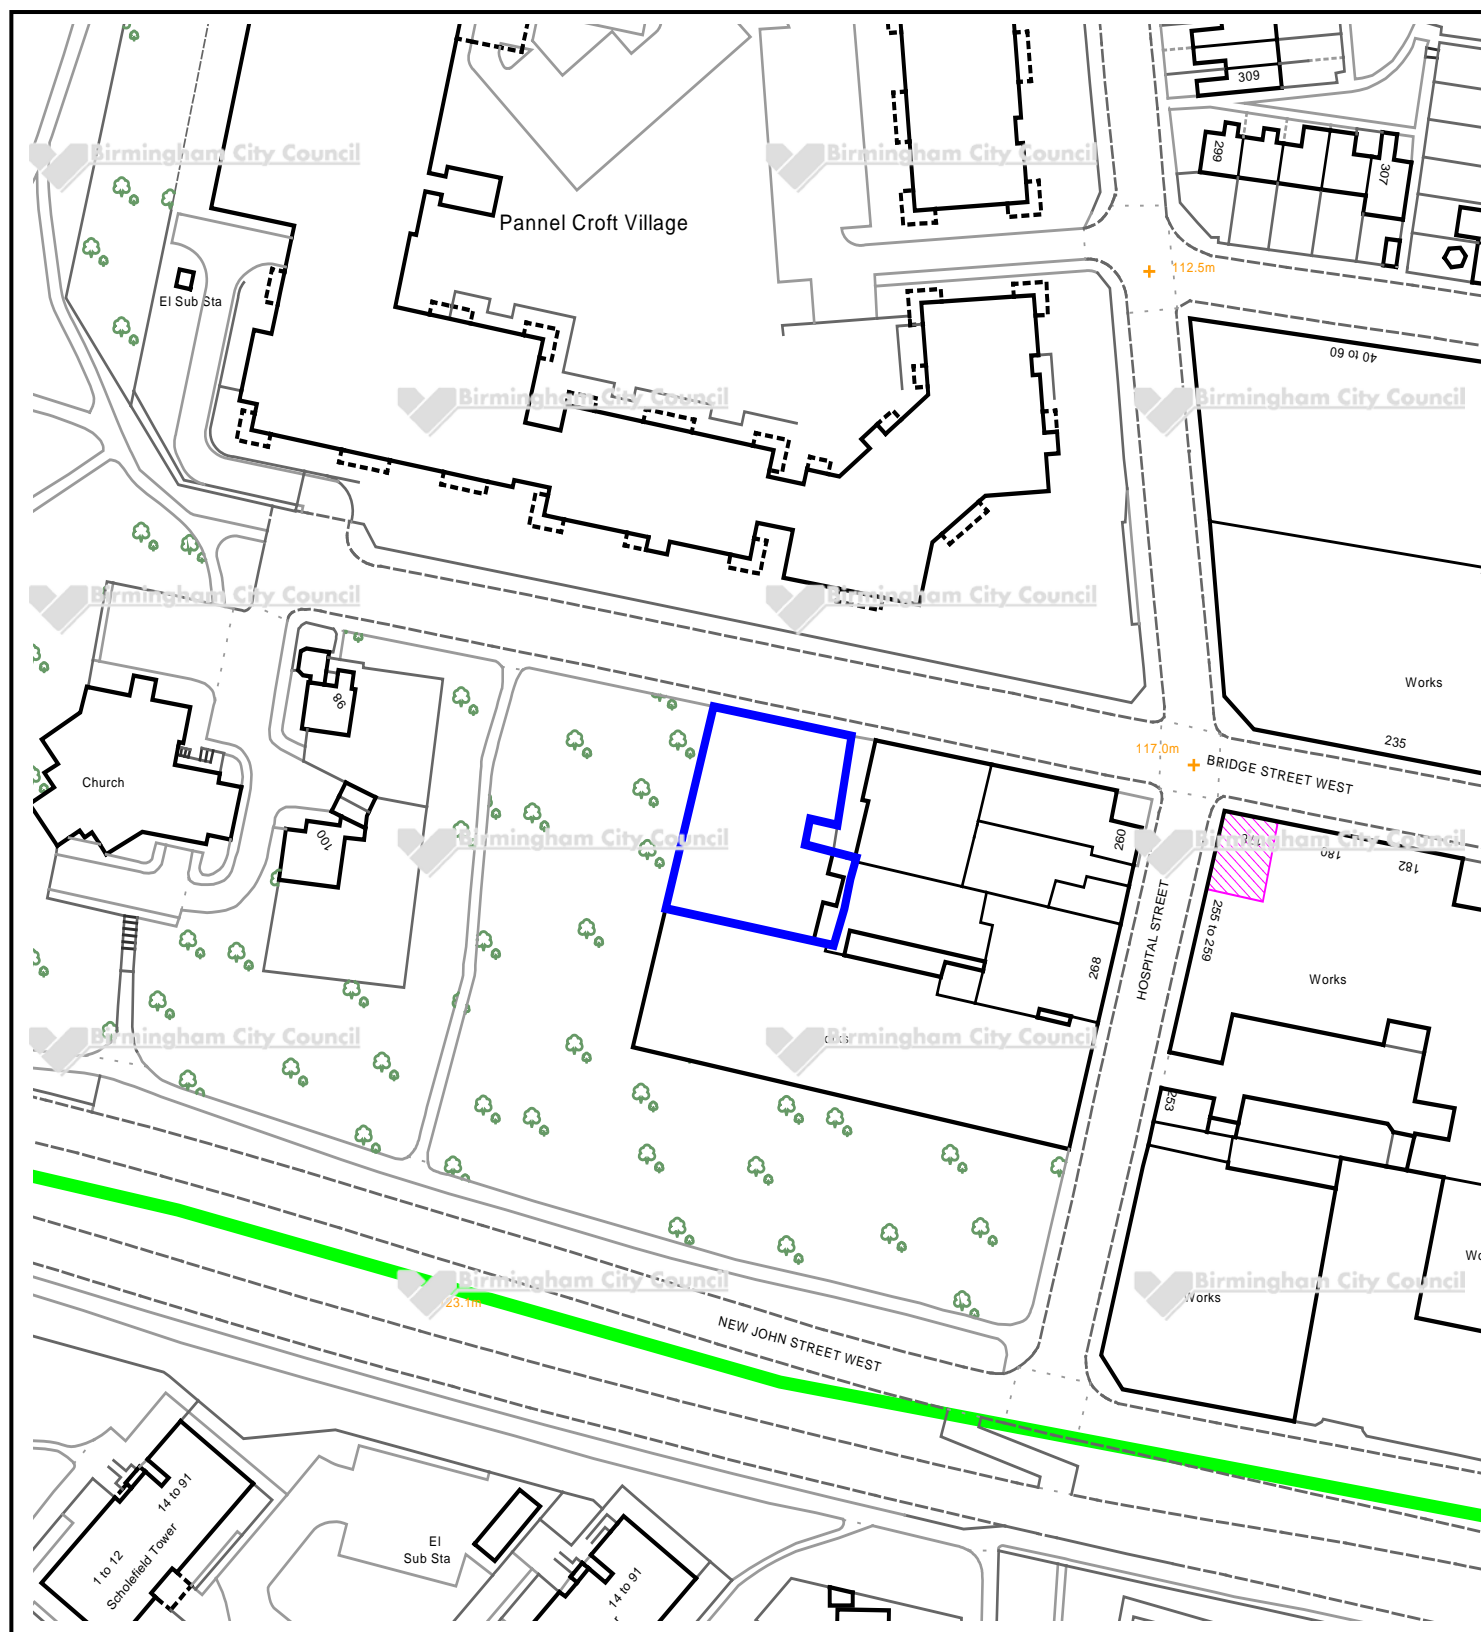 309
299
307
Birmingham City Council
Birmingham City Council
Pannel Croft Village
112.5m
El Sub Sta
40 to 60
Birmingham City Council
Birmingham City Council
Birmingham City Council
Birmingham City Council
Works
98
235
117.0m
BRIDGE STREET WEST
Church
100
260
180
182
Birmingham City Council
Birmingham City Council
HOSPITAL STREET
255 to 259
268
Works
Birmingham City Council
Birmingham City Council
253
Birmingham City Council
Birmingham City Council
Works
23.1m
NEW JOHN STREET WEST
14 to 91
1 to 12
Scholefield Tower
El
Sub Sta
14 to 91